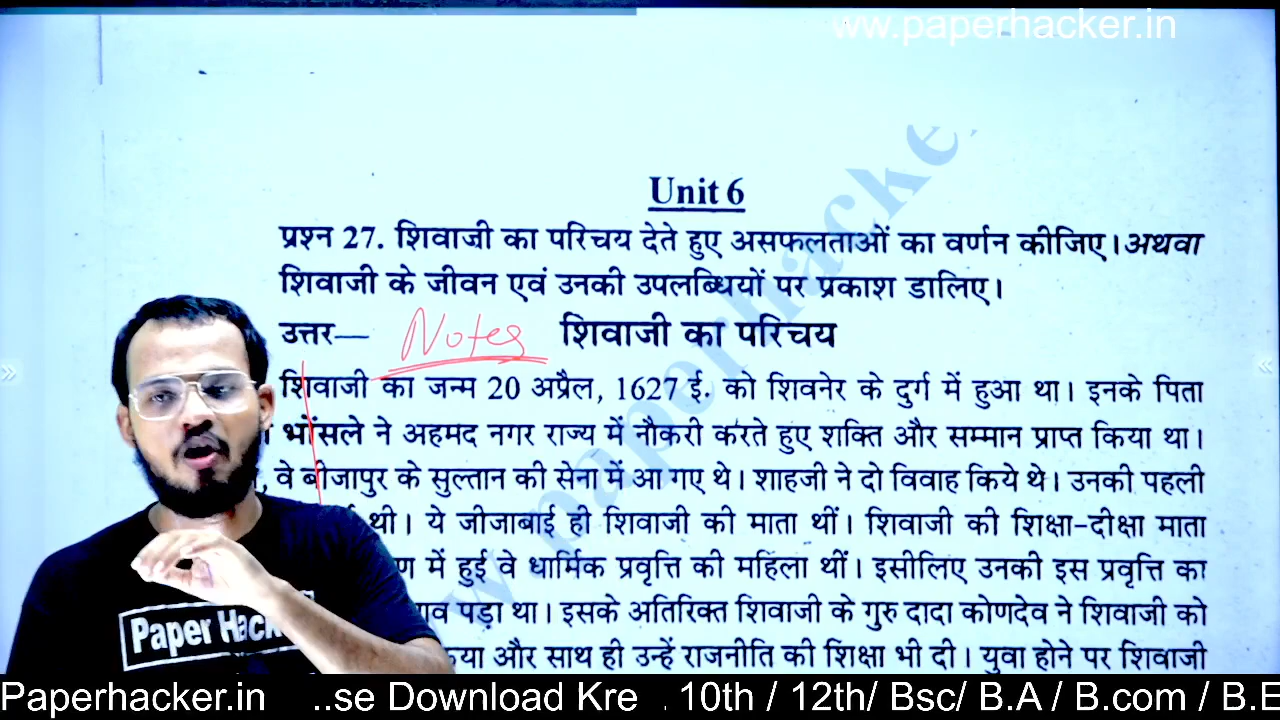 ww.paperhacker.in
Unit 6
प्रश्न 27. शिवाजी का परिचय देते हुए असफलताओं का वर्णन कीजिए। अथवा
शिवाजी के जीवन एवं उनकी उपलब्धियों पर प्रकाश डालिए।
उत्तर— Notes शिवाजी का परिचय
शिवाजी का जन्म 20 अप्रैल, 1627 ई. को शिवनेर के दुर्ग में हुआ था। इनके पिता
भोंसले ने अहमद नगर राज्य में नौकरी करते हुए शक्ति और सम्मान प्राप्त किया था।
, वे बीजापुर के सुल्तान की सेना में आ गए थे। शाहजी ने दो विवाह किये थे। उनकी पहली
थी। ये जीजाबाई ही शिवाजी की माता थीं। शिवाजी की शिक्षा-दीक्षा माता
में हुई वे धार्मिक प्रवृत्ति की महिला थीं। इसीलिए उनकी इस प्रवृत्ति का
पड़ा था। इसके अतिरिक्त शिवाजी के गुरु दादा कोणदेव ने शिवाजी को
और साथ ही उन्हें राजनीति की शिक्षा भी दी। युवा होने पर शिवाजी
w paperhacke
Paper Hack
Paperhacker.in ..se Download Kre . 10th / 12th/ Bsc/ B.A / B.com / B.E